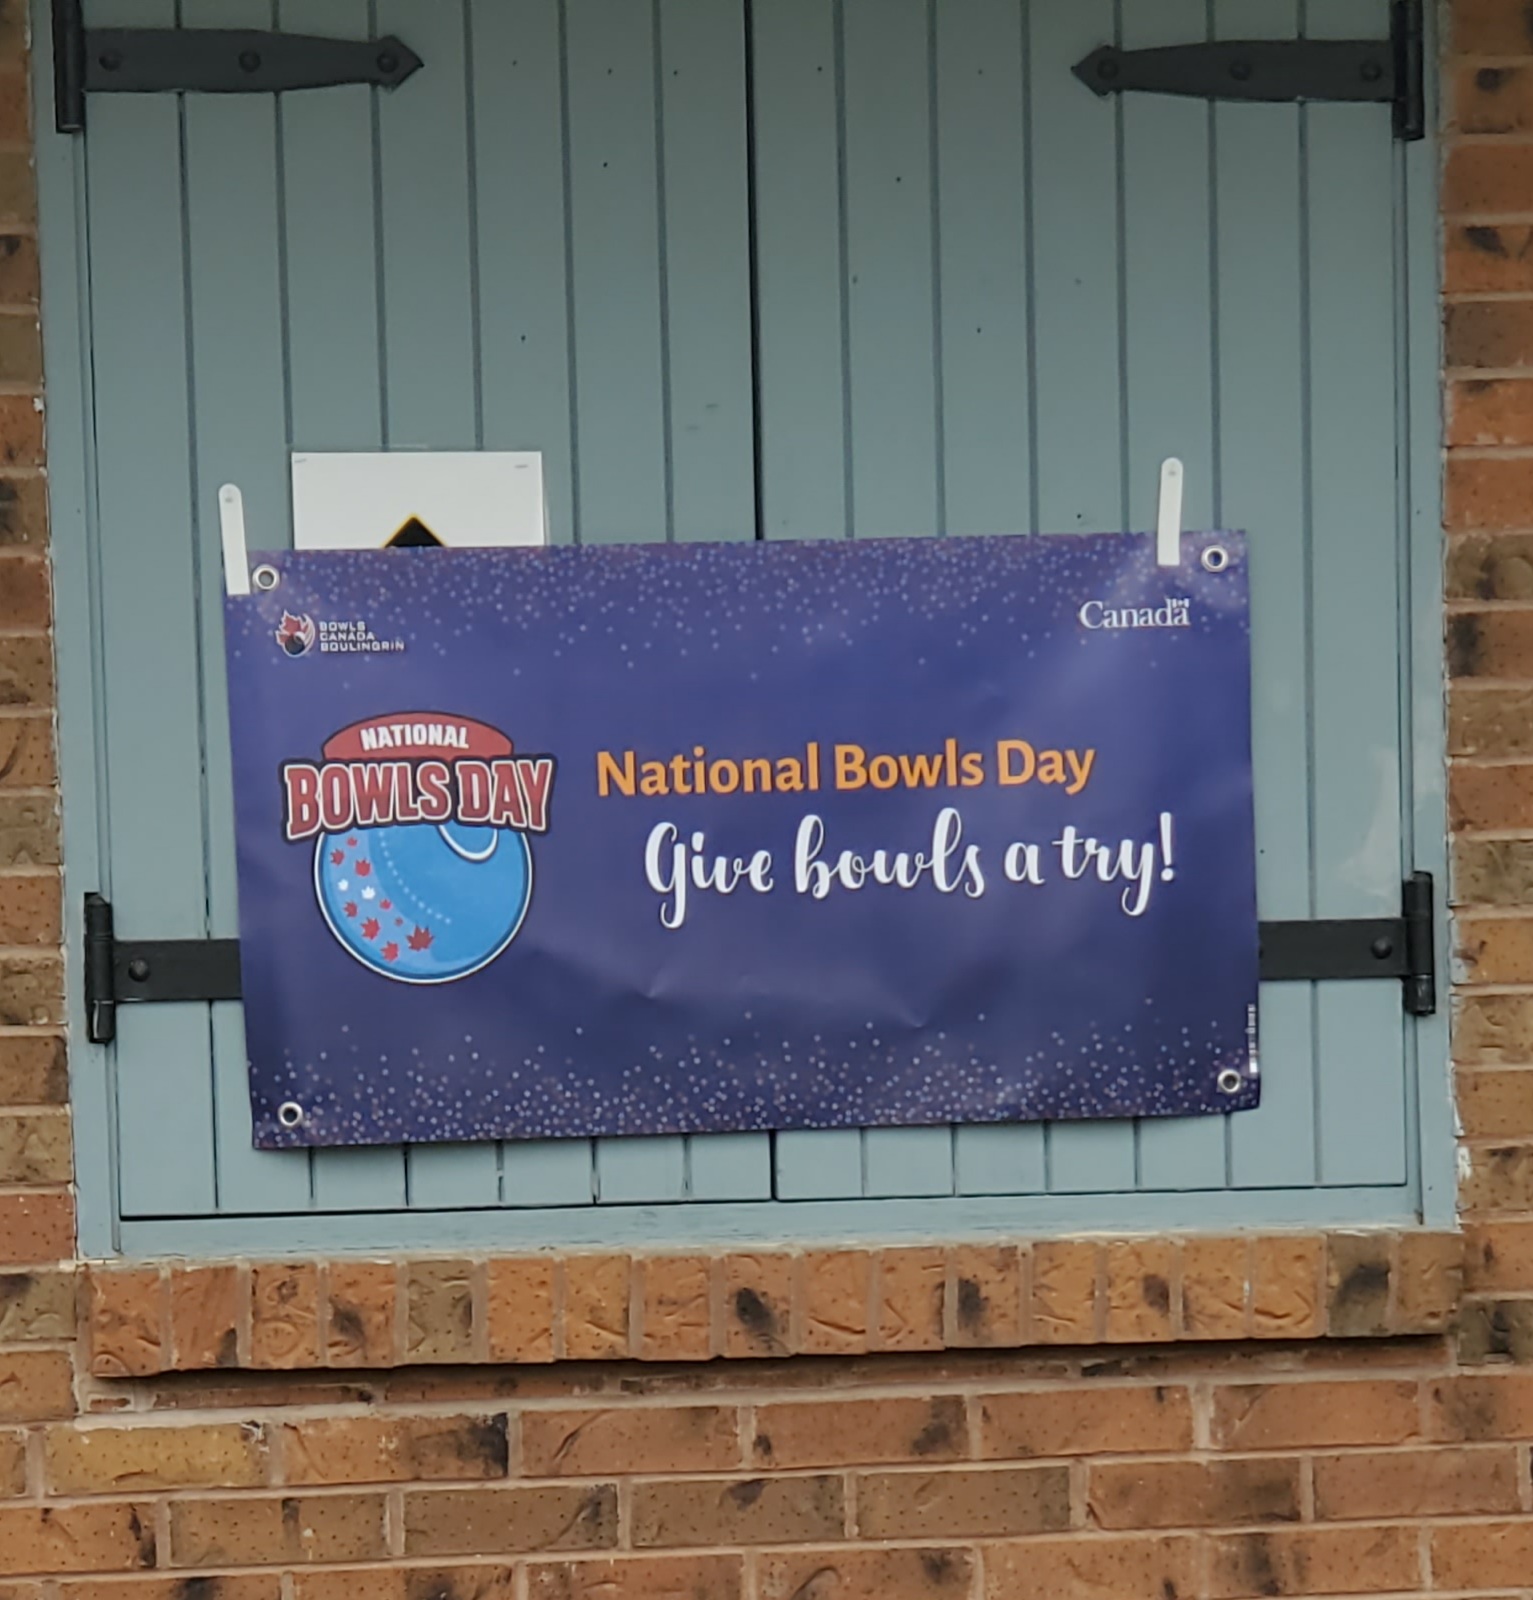 BOWLS
CANADA
BOULINGRIN
Canada
NATIONAL
BOWLS DAY
National Bowls Day
Give bowls a try!